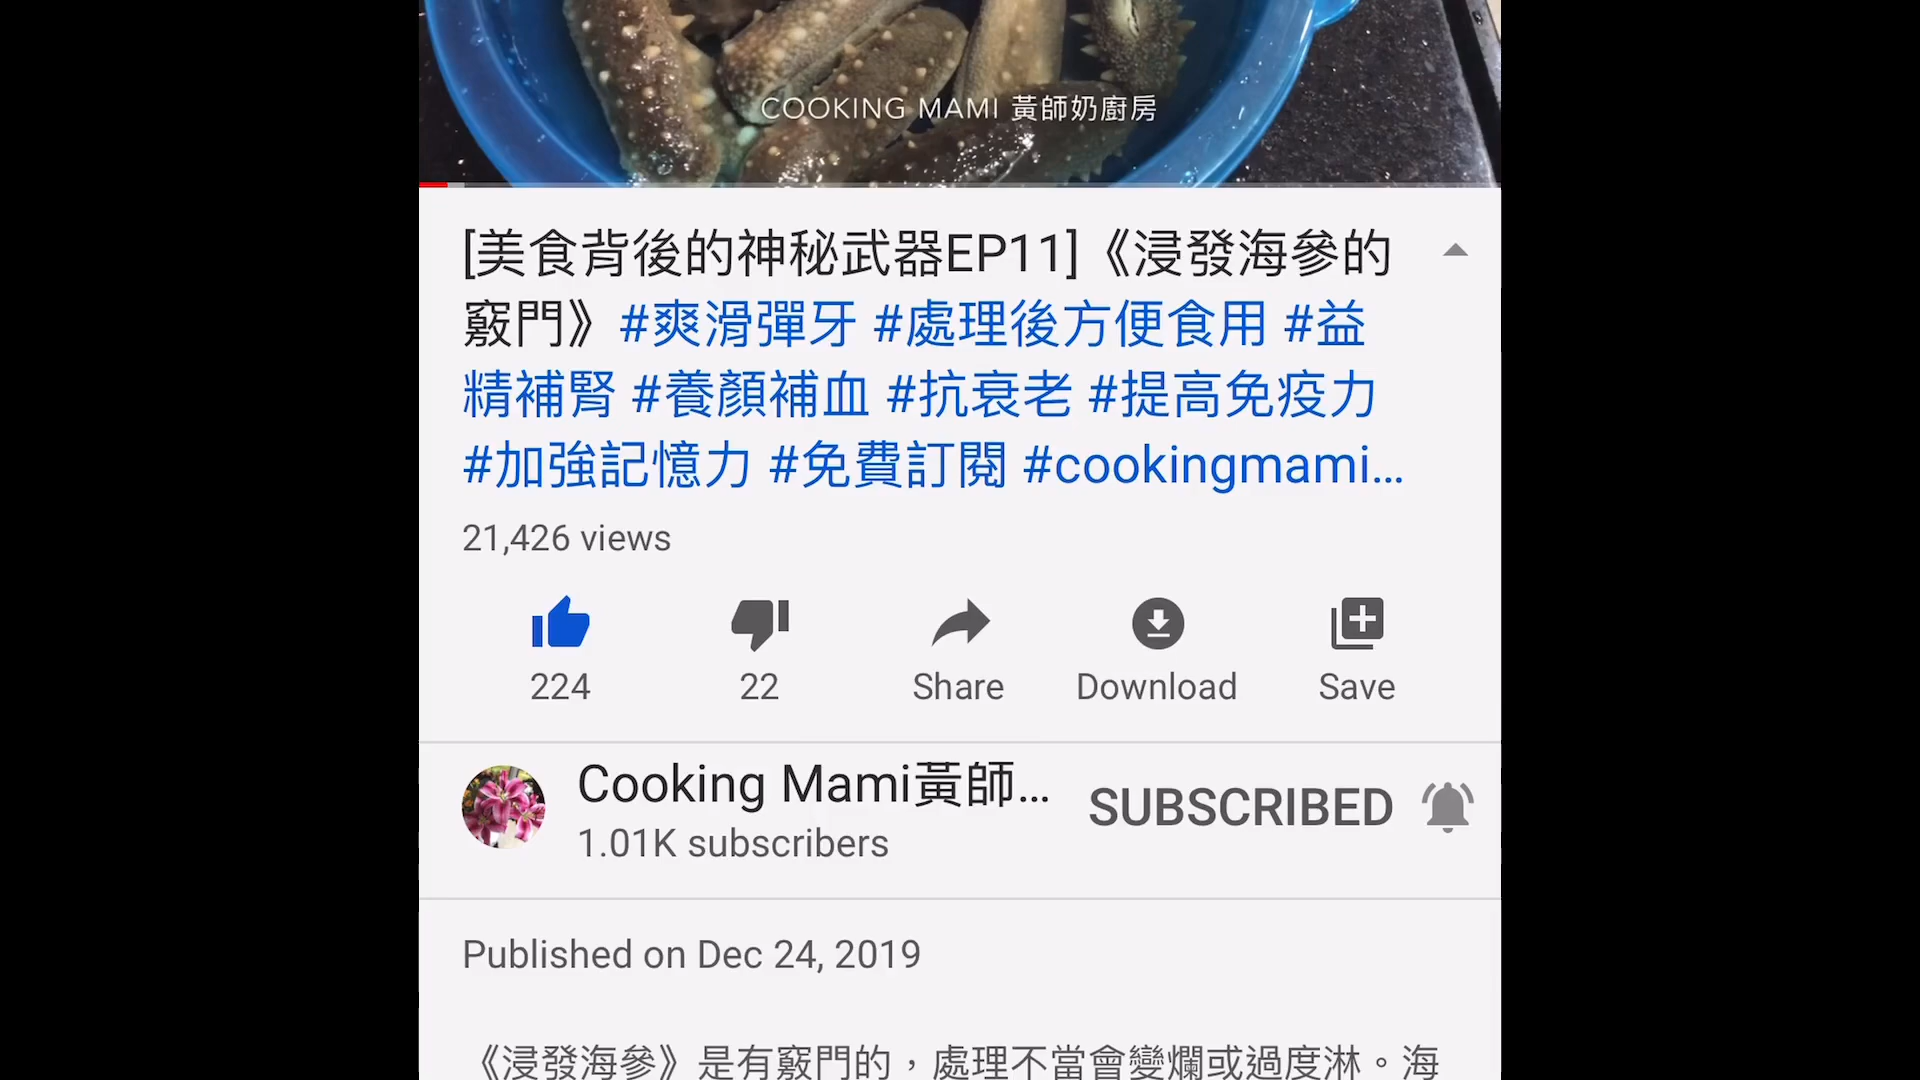 COOKING MAMI 黃師奶廚房
[美食背後的神秘武器EP11]《浸發海參的
竅門》#爽滑彈牙 #處理後方便食用 #益
精補腎 #養顏補血 #抗衰老 #提高免疫力
#加強記憶力 #免費訂閱 #cookingmami...
21,426 views
224 22 Share Download Save
Cooking Mami黃師... SUBSCRIBED
1.01K subscribers
Published on Dec 24, 2019
《浸發海參》是有竅門的，處理不當會變爛或過度淋。海